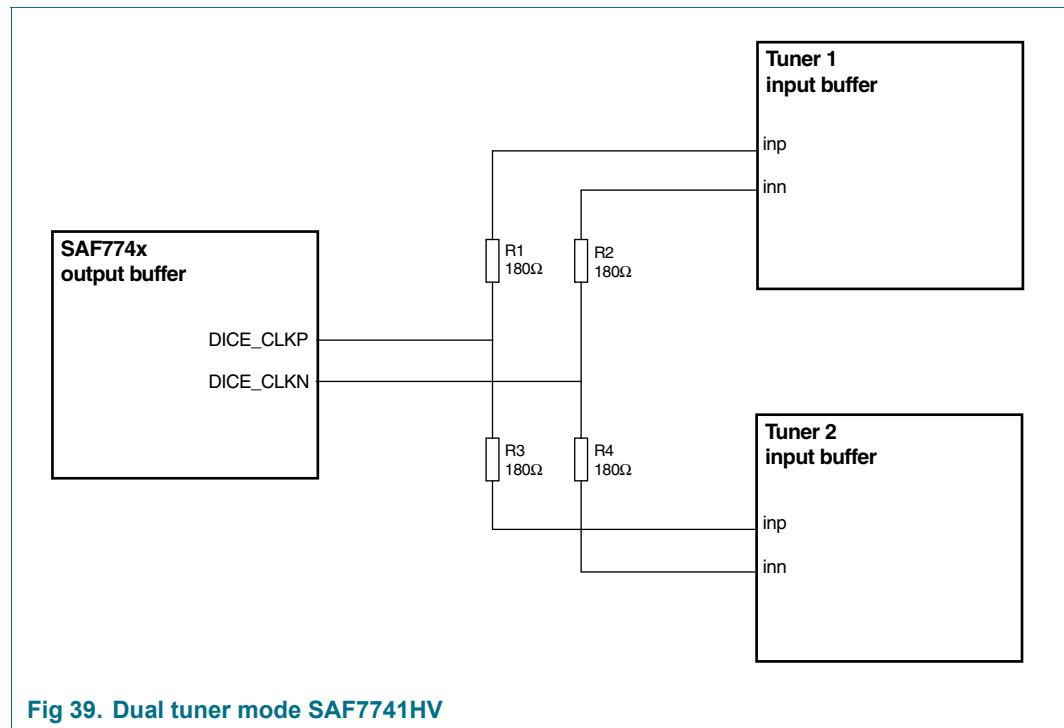 Tuner 1
input buffer
inp
inn
SAF774x
output buffer
R1
180Ω
R2
180Ω
DICE_CLKP
DICE_CLKN
R3
180Ω
R4
180Ω
Tuner 2
input buffer
inp
inn
Fig 39. Dual tuner mode SAF7741HV